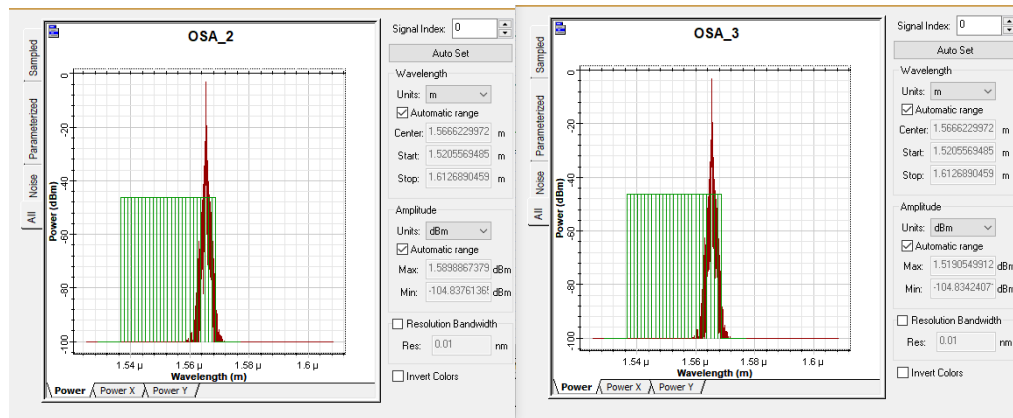 OSA_2
Sampled
Parameterized
Noise
All
Power (dBm)
0
-20
-40
-60
-80
-100
1.54 µ
1.56 µ
1.58 µ
1.6 µ
Wavelength (m)
Power
Power X
Power Y
Signal Index: 0
Auto Set
Wavelength
Units: m
Automatic range
Center: 1.5666229972 m
Start: 1.5205569485 m
Stop: 1.6126890459 m
Amplitude
Units: dBm
Automatic range
Max: 1.5898867379 dBm
Min: -104.83761365 dBm
Resolution Bandwidth
Res: 0.01 nm
Invert Colors
OSA_3
Sampled
Parameterized
Noise
All
Power (dBm)
0
-20
-40
-60
-80
-100
1.54 µ
1.56 µ
1.58 µ
1.6 µ
Wavelength (m)
Power
Power X
Power Y
Signal Index: 0
Auto Set
Wavelength
Units: m
Automatic range
Center: 1.5666229972 m
Start: 1.5205569485 m
Stop: 1.6126890459 m
Amplitude
Units: dBm
Automatic range
Max: 1.5190549912 dBm
Min: -104.8342407 dBm
Resolution Bandwidth
Res: 0.01 nm
Invert Colors